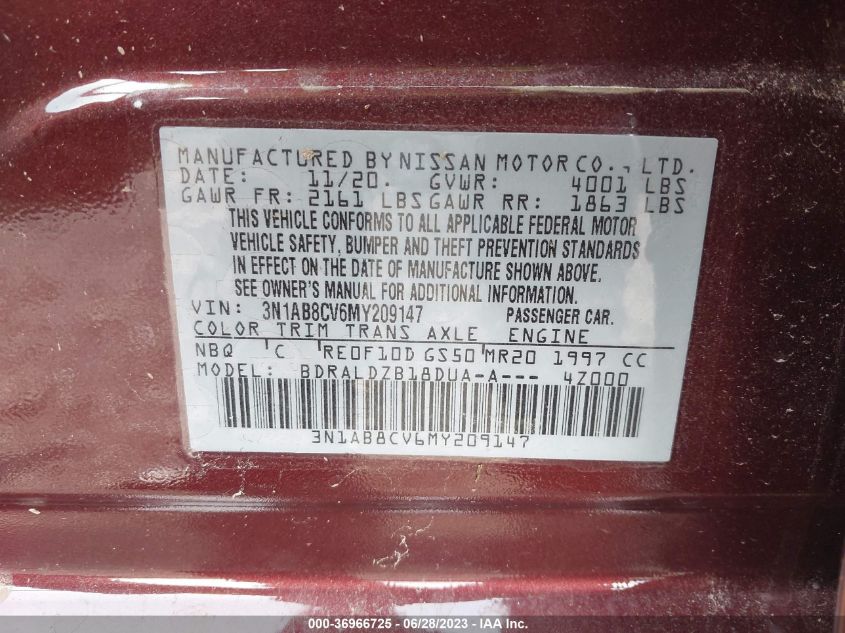 MANUFACTURED BY NISSAN MOTOR CO., LTD.
DATE: 11/20. GVWR: 4001 LBS
GAWR FR: 2161 LBS GAWR RR: 1863 LBS
THIS VEHICLE CONFORMS TO ALL APPLICABLE FEDERAL MOTOR
VEHICLE SAFETY, BUMPER AND THEFT PREVENTION STANDARDS
IN EFFECT ON THE DATE OF MANUFACTURE SHOWN ABOVE.
SEE OWNER'S MANUAL FOR ADDITIONAL INFORMATION.
VIN: 3N1AB8CV6MY209147 PASSENGER CAR.
COLOR TRIM TRANS AXLE ENGINE
NBQ 'C 'RE0F10D GS50'MR20 1997 CC
MODEL: BDRALDZB18DUA-A--- 4Z000
3N1AB8CV6MY209147
000-36966725 | 06/28/2023 - IAA, Inc.